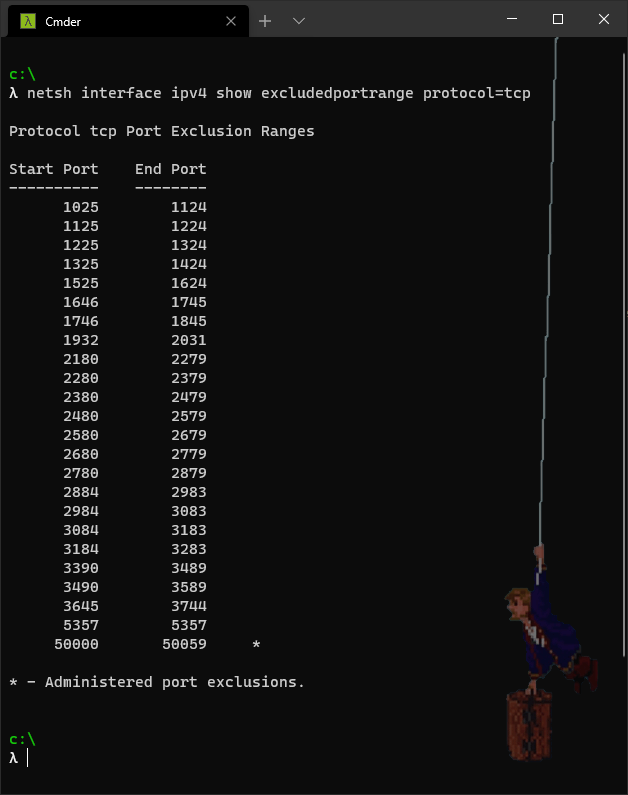 λ Cmder
c:\
λ netsh interface ipv4 show excludedportrange protocol=tcp
Protocol tcp Port Exclusion Ranges
Start Port    End Port
----------    --------
      1025        1124
      1125        1224
      1225        1324
      1325        1424
      1525        1624
      1646        1745
      1746        1845
      1932        2031
      2180        2279
      2280        2379
      2380        2479
      2480        2579
      2580        2679
      2680        2779
      2780        2879
      2884        2983
      2984        3083
      3084        3183
      3184        3283
      3390        3489
      3490        3589
      3645        3744
      5357        5357
     50000       50059     *
* - Administered port exclusions.
c:\
λ